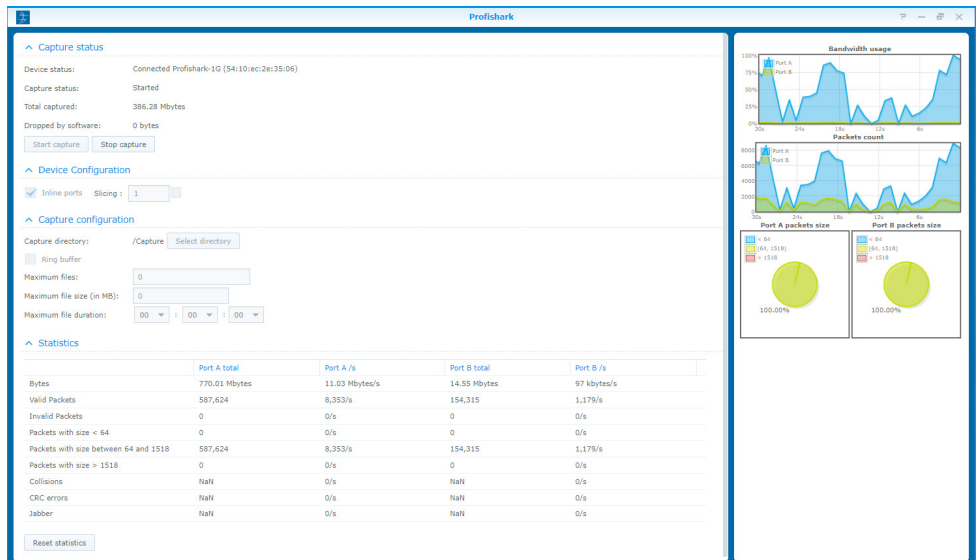 Profishark
Capture status
Device status: Connected Profishark-1G (54:10:ec:2e:35:06)
Capture status: Started
Total captured: 386.28 Mbytes
Dropped by software: 0 bytes
Start capture Stop capture
Device Configuration
Inline ports Slicing : 1
Capture configuration
Capture directory: /Capture Select directory
Ring buffer
Maximum files: 0
Maximum file size (in MB): 0
Maximum file duration: 00 : 00 : 00
Statistics
Port A total Port A /s Port B total Port B /s
Bytes 770.01 Mbytes 11.03 Mbytes/s 14.55 Mbytes 97 kbytes/s
Valid Packets 587,624 8,353/s 154,315 1,179/s
Invalid Packets 0 0/s 0 0/s
Packets with size < 64 0 0/s 0 0/s
Packets with size between 64 and 1518 587,624 8,353/s 154,315 1,179/s
Packets with size > 1518 0 0/s 0 0/s
Collisions NaN 0/s NaN 0/s
CRC errors NaN 0/s NaN 0/s
Jabber NaN 0/s NaN 0/s
Reset statistics
Bandwidth usage
100%
75%
50%
25%
0%
Port A
Port B
30s 24s 18s 12s 6s
Packets count
8000
6000
4000
2000
Port A
Port B
30s 24s 18s 12s 6s
Port A packets size
< 64
[64, 1518]
> 1518
100.00%
Port B packets size
< 64
[64, 1518]
> 1518
100.00%